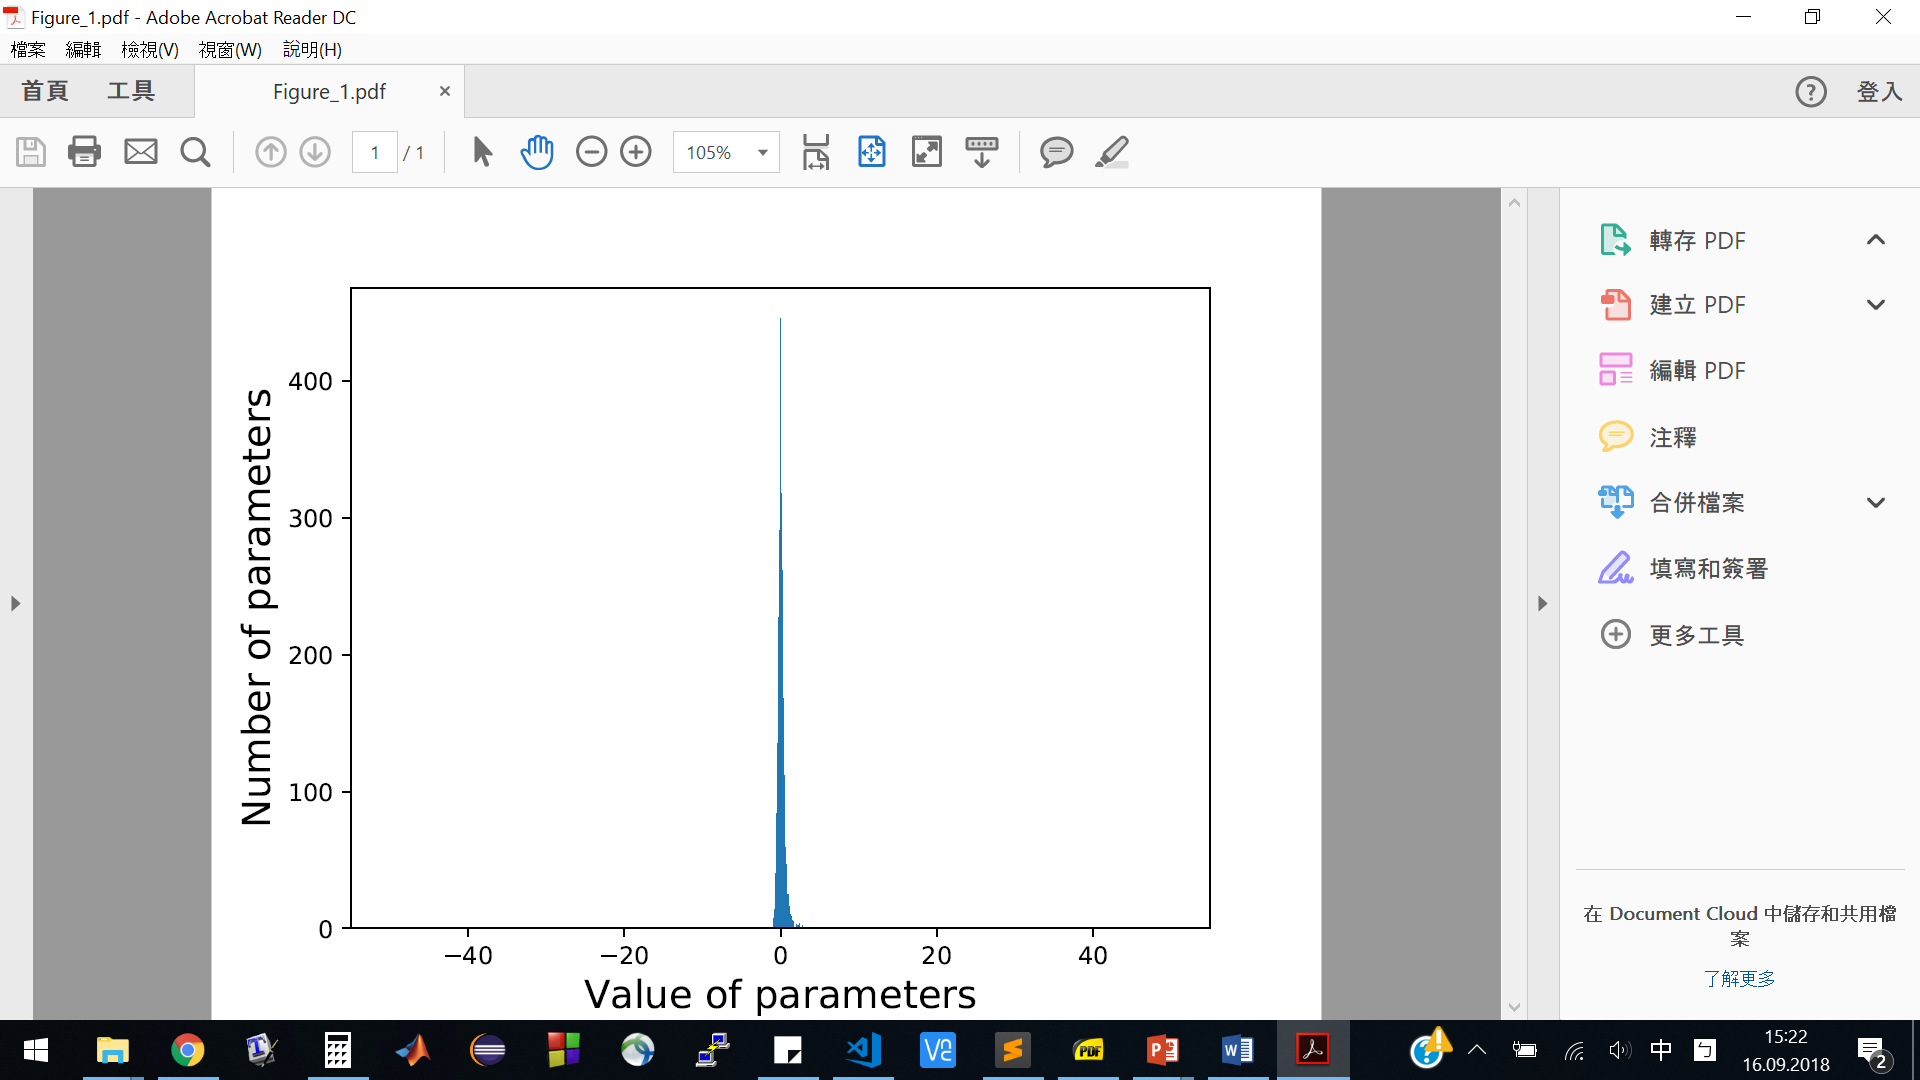 Figure_1.pdf - Adobe Acrobat Reader DC
檔案 編輯 檢視(V) 視窗(W) 說明(H)
首頁 工具 Figure_1.pdf × ? 登入
1 / 1 105%
Number of parameters
400
300
200
100
0
−40 −20 0 20 40
Value of parameters
轉存 PDF
建立 PDF
編輯 PDF
注釋
合併檔案
填寫和簽署
更多工具
在 Document Cloud 中儲存和共用檔
案
了解更多
中 ㄅ
15:22
16.09.2018
2